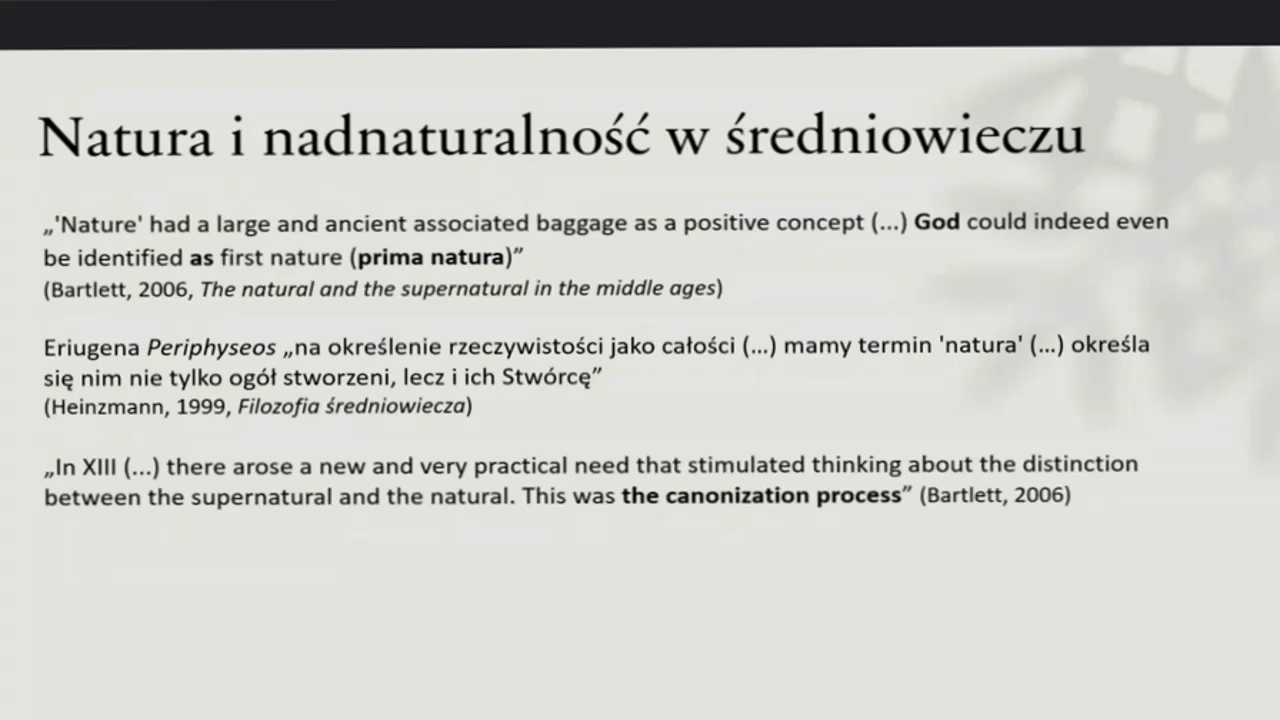 Natura i nadnaturalność w średniowieczu
„'Nature' had a large and ancient associated baggage as a positive concept (...) God could indeed even
be identified as first nature (prima natura)”
(Bartlett, 2006, The natural and the supernatural in the middle ages)
Eriugena Periphyseos „na określenie rzeczywistości jako całości (...) mamy termin 'natura' (...) określa
się nim nie tylko ogół stworzeni, lecz i ich Stwórcę”
(Heinzmann, 1999, Filozofia średniowiecza)
„In XIII (...) there arose a new and very practical need that stimulated thinking about the distinction
between the supernatural and the natural. This was the canonization process” (Bartlett, 2006)